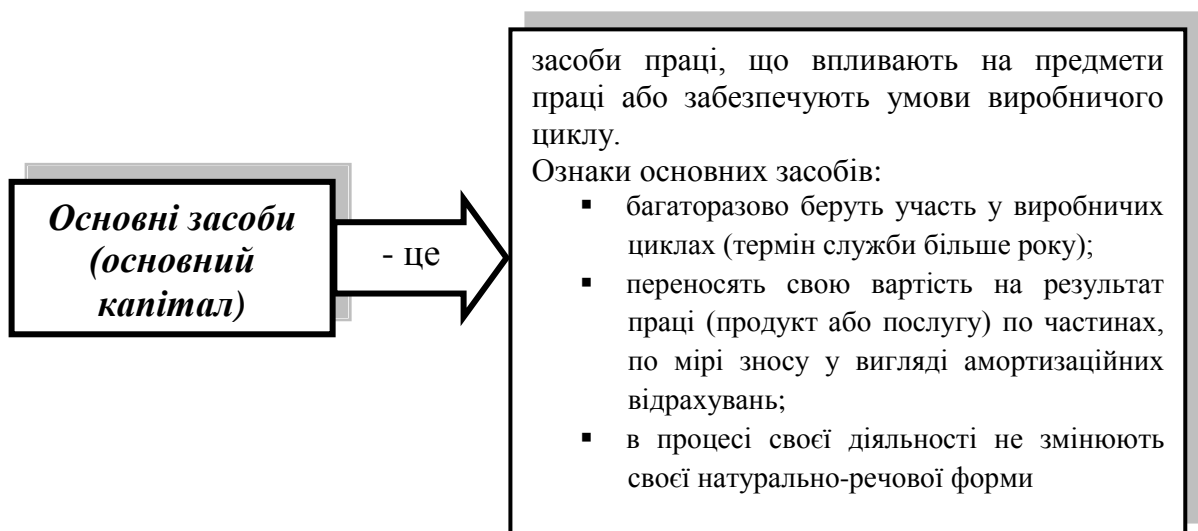 Основні засоби
(основний
капітал)
- це
засоби праці, що впливають на предмети
праці або забезпечують умови виробничого
циклу.
Ознаки основних засобів:
▪ багаторазово беруть участь у виробничих
циклах (термін служби більше року);
▪ переносять свою вартість на результат
праці (продукт або послугу) по частинах,
по мірі зносу у вигляді амортизаційних
відрахувань;
▪ в процесі своєї діяльності не змінюють
своєї натурально-речової форми